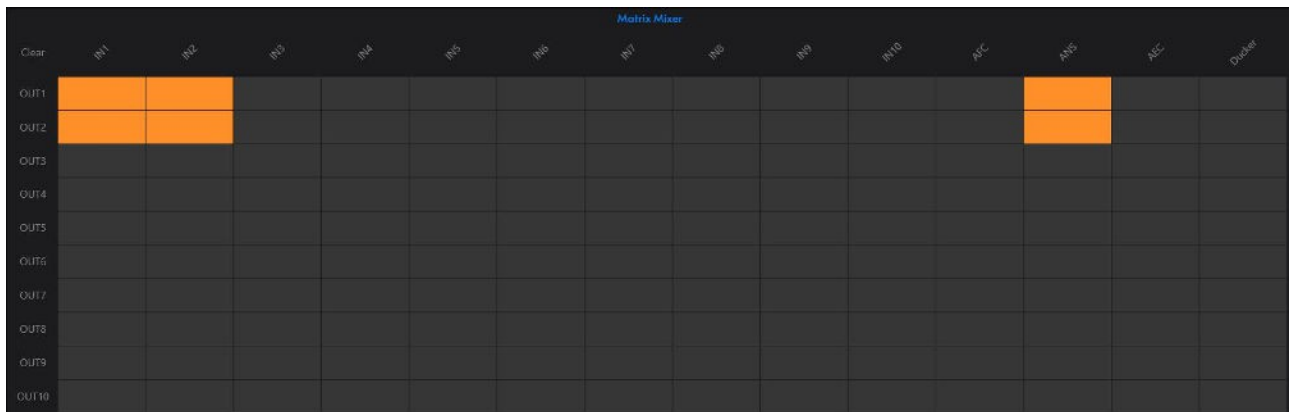 Matrix Mixer
Clear IN1 IN2 IN3 IN4 IN5 IN6 IN7 IN8 IN9 IN10 AFC ANS AEC Ducker
OUT1
OUT2
OUT3
OUT4
OUT5
OUT6
OUT7
OUT8
OUT9
OUT10